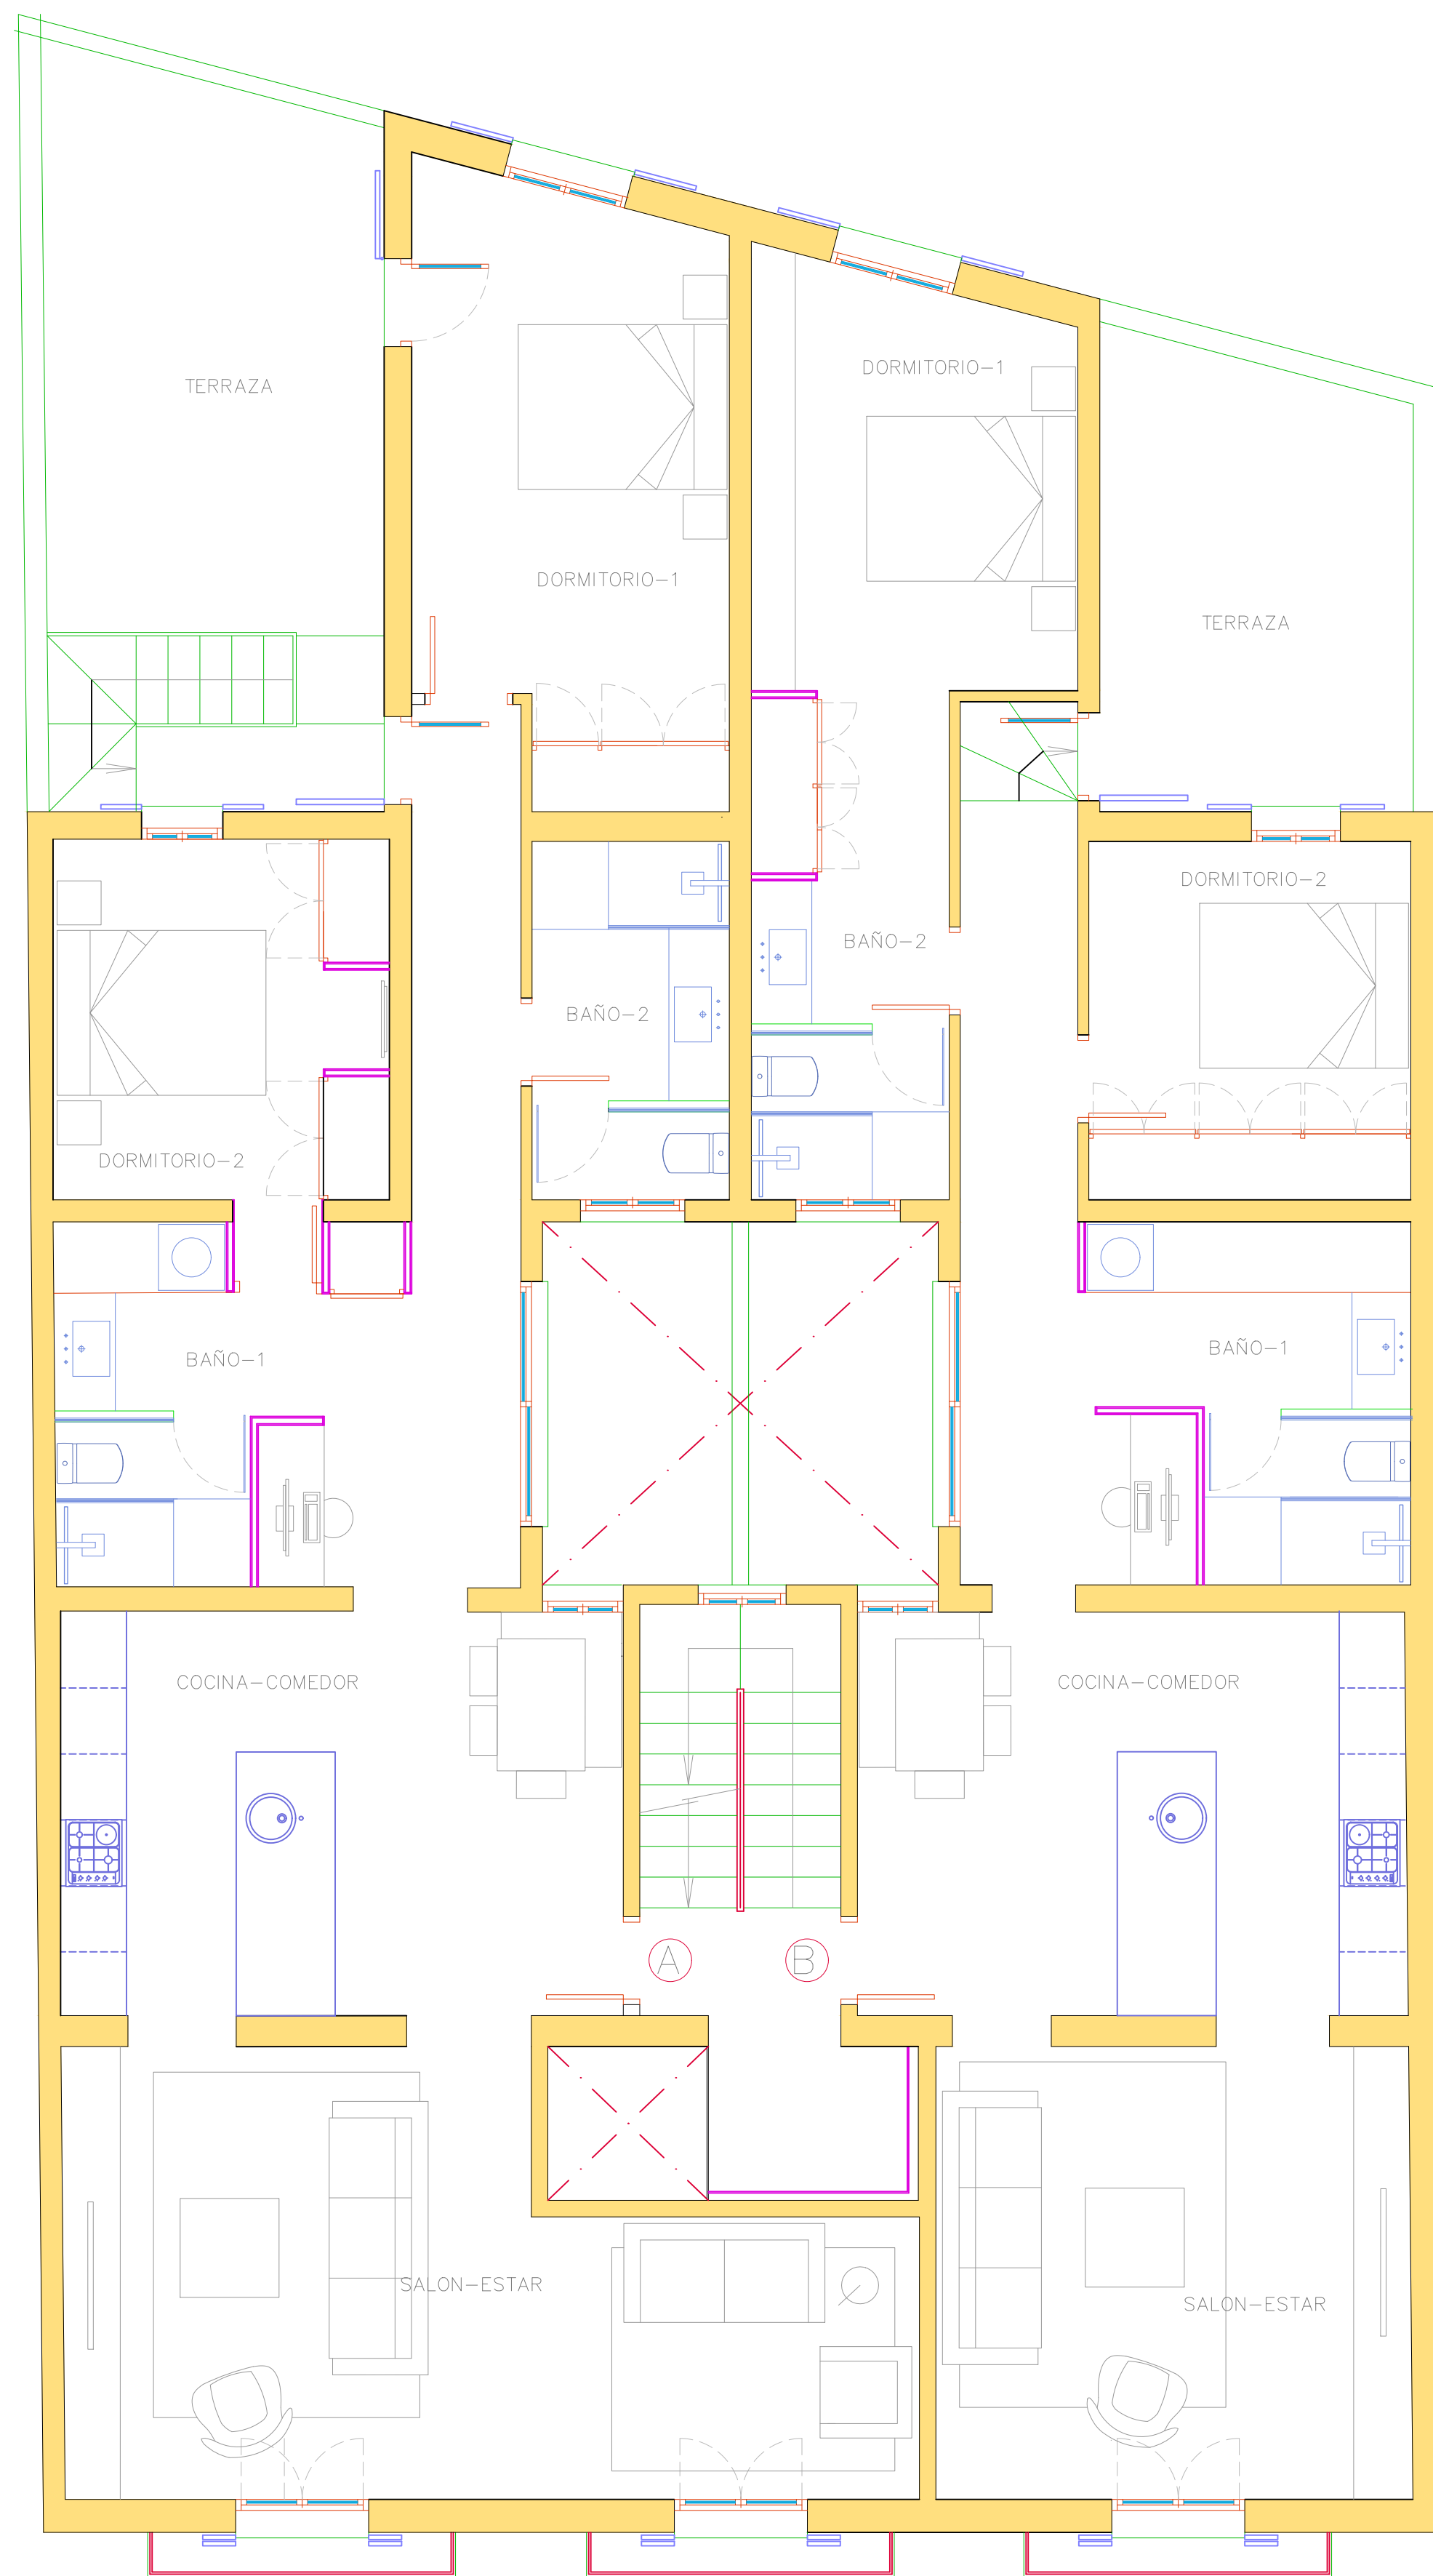 DORMITORIO-1
TERRAZA
DORMITORIO-1
TERRAZA
DORMITORIO-2
BAÑO-2
BAÑO-2
DORMITORIO-2
BAÑO-1
BAÑO-1
COCINA-COMEDOR
COCINA-COMEDOR
A
B
SALON-ESTAR
SALON-ESTAR